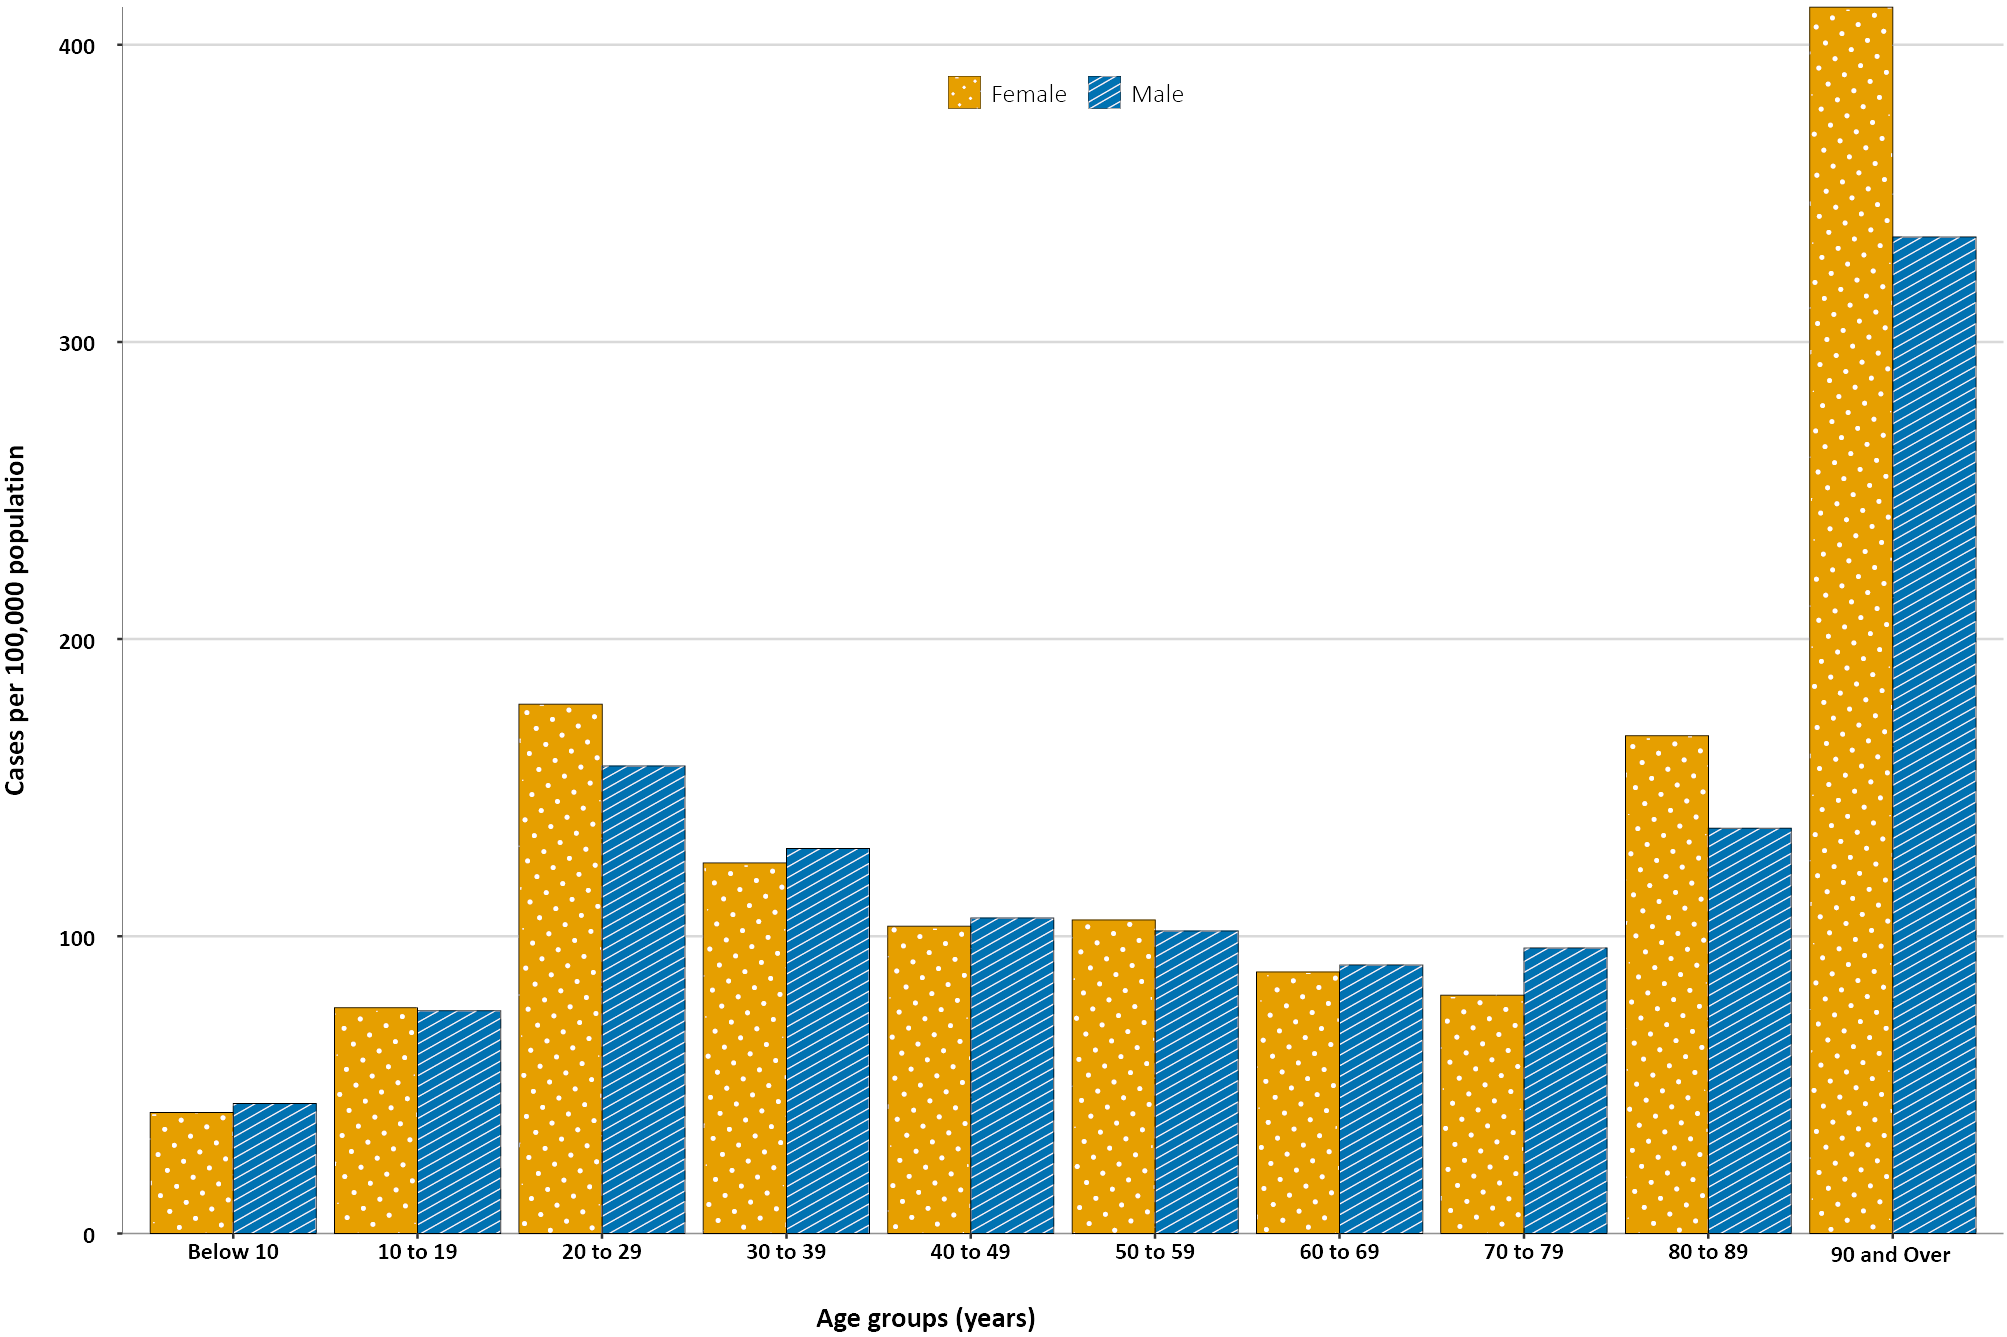 400
Female Male
300
Cases per 100,000 population
200
100
0
Below 10 10 to 19 20 to 29 30 to 39 40 to 49 50 to 59 60 to 69 70 to 79 80 to 89 90 and Over
Age groups (years)